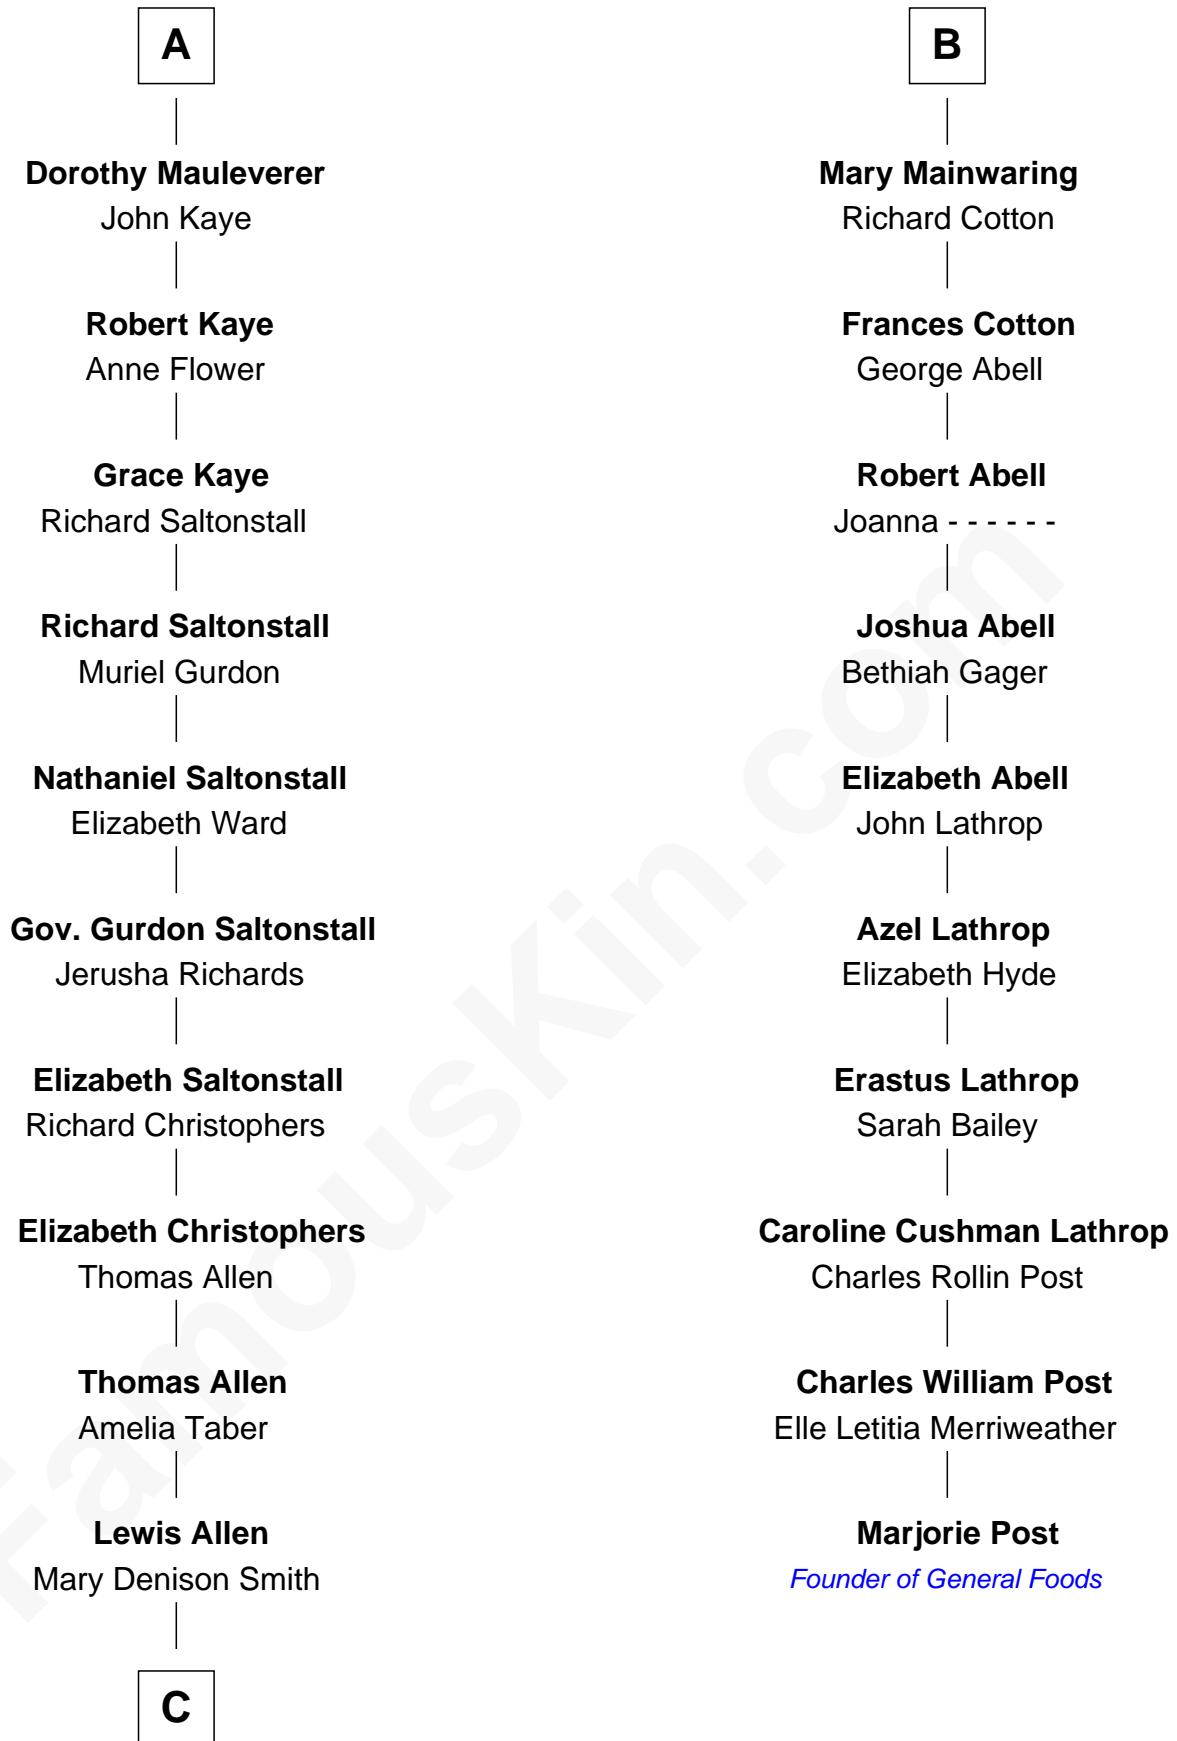 A
Dorothy Mauleverer
John Kaye
Robert Kaye
Anne Flower
Grace Kaye
Richard Saltonstall
Richard Saltonstall
Muriel Gurdon
Nathaniel Saltonstall
Elizabeth Ward
Gov. Gurdon Saltonstall
Jerusha Richards
Elizabeth Saltonstall
Richard Christophers
Elizabeth Christophers
Thomas Allen
Thomas Allen
Amelia Taber
Lewis Allen
Mary Denison Smith
C
B
Mary Mainwaring
Richard Cotton
Frances Cotton
George Abell
Robert Abell
Joanna - - - - - -
Joshua Abell
Bethiah Gager
Elizabeth Abell
John Lathrop
Azel Lathrop
Elizabeth Hyde
Erastus Lathrop
Sarah Bailey
Caroline Cushman Lathrop
Charles Rollin Post
Charles William Post
Elle Letitia Merriweather
Marjorie Post
Founder of General Foods
FamousKin.com